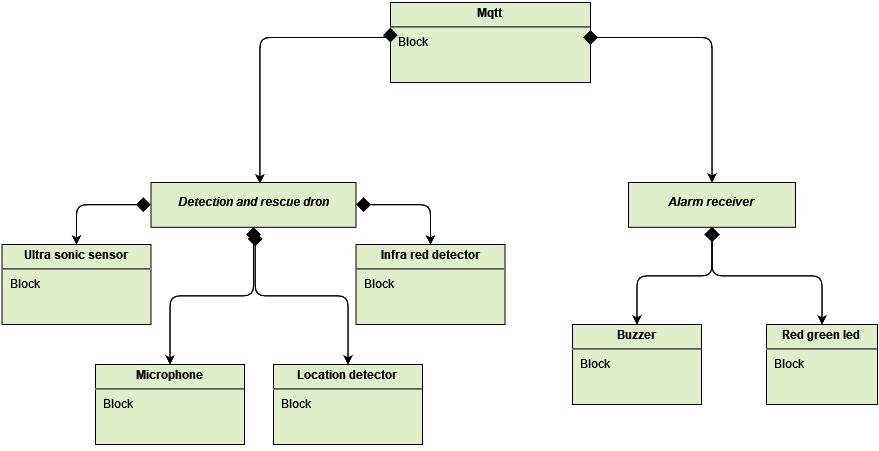 Mqtt
Block
Detection and rescue dron
Alarm receiver
Ultra sonic sensor
Block
Infra red detector
Block
Buzzer
Block
Red green led
Block
Microphone
Block
Location detector
Block